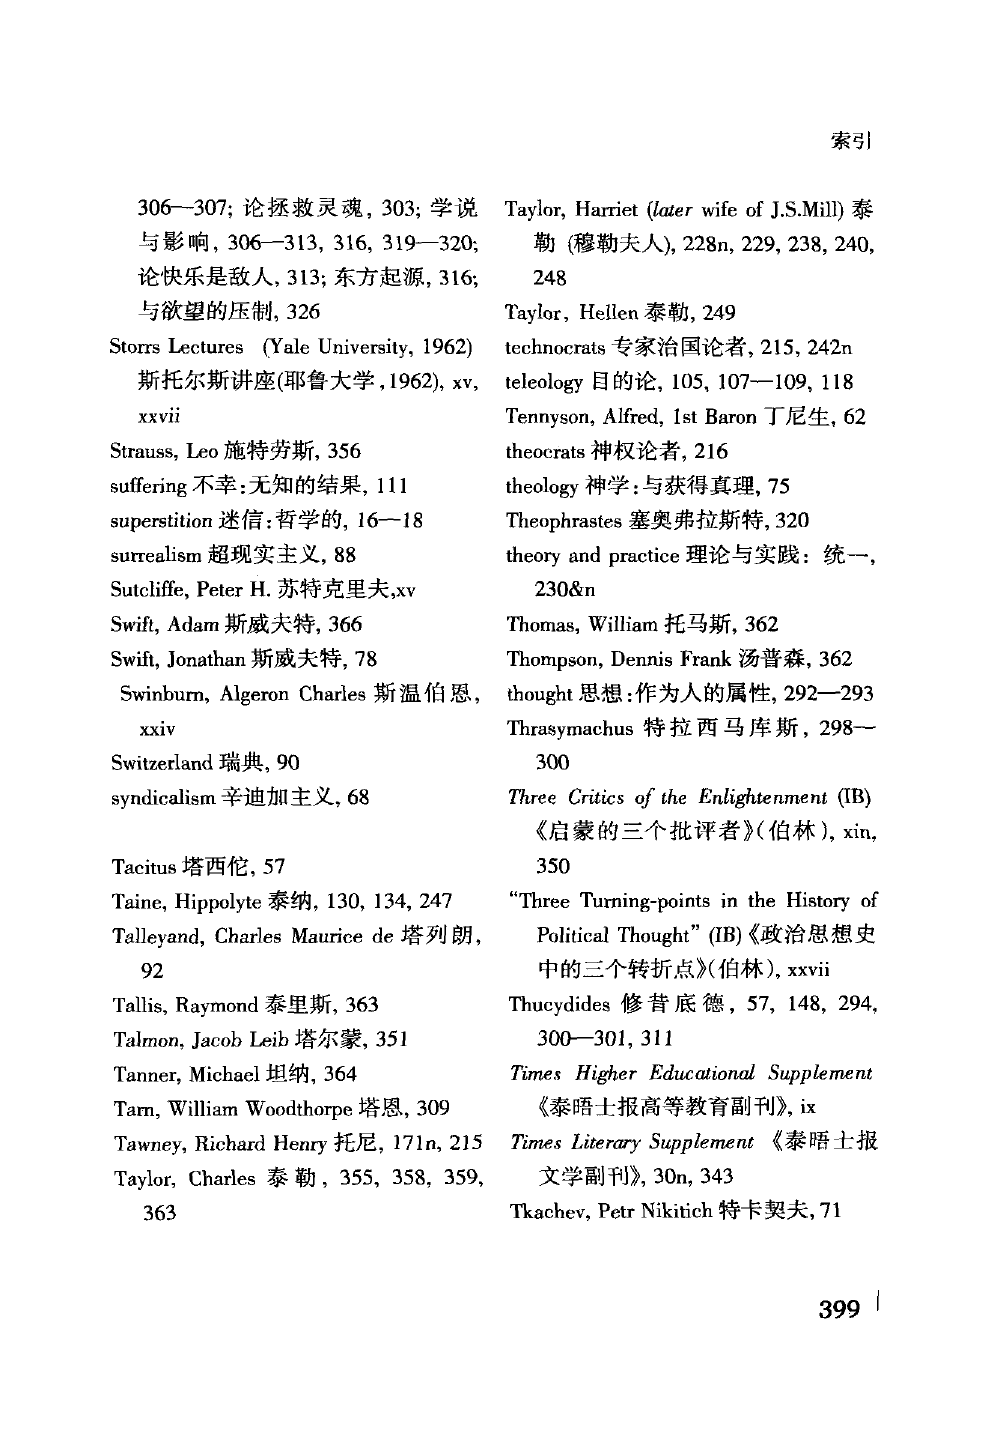 索引
306—307; 论拯救灵魂, 303; 学说
与影响, 306—313, 316, 319—320;
论快乐是敌人, 313; 东方起源, 316;
与欲望的压制, 326
Storrs Lectures (Yale University, 1962)
斯托尔斯讲座(耶鲁大学,1962), xv,
xxvii
Strauss, Leo 施特劳斯, 356
suffering 不幸:无知的结果, 111
superstition 迷信:哲学的, 16—18
surrealism 超现实主义, 88
Sutcliffe, Peter H. 苏特克里夫,xv
Swift, Adam 斯威夫特, 366
Swift, Jonathan 斯威夫特, 78
Swinburn, Algeron Charles 斯温伯恩,
xxiv
Switzerland 瑞典, 90
syndicalism 辛迪加主义, 68
Tacitus 塔西佗, 57
Taine, Hippolyte 泰纳, 130, 134, 247
Talleyand, Charles Maurice de 塔列朗,
92
Tallis, Raymond 泰里斯, 363
Talmon, Jacob Leib 塔尔蒙, 351
Tanner, Michael 坦纳, 364
Tarn, William Woodthorpe 塔恩, 309
Tawney, Richard Henry 托尼, 171n, 215
Taylor, Charles 泰勒, 355, 358, 359,
363
Taylor, Harriet (later wife of J.S.Mill) 泰
勒 (穆勒夫人), 228n, 229, 238, 240,
248
Taylor, Hellen 泰勒, 249
technocrats 专家治国论者, 215, 242n
teleology 目的论, 105, 107—109, 118
Tennyson, Alfred, 1st Baron 丁尼生, 62
theocrats 神权论者, 216
theology 神学:与获得真理, 75
Theophrastes 塞奥弗拉斯特, 320
theory and practice 理论与实践: 统一,
230&n
Thomas, William 托马斯, 362
Thompson, Dennis Frank 汤普森, 362
thought 思想:作为人的属性, 292—293
Thrasymachus 特拉西马库斯, 298—
300
Three Critics of the Enlightenment (IB)
《启蒙的三个批评者》(伯林), xin,
350
“Three Turning-points in the History of
Political Thought” (IB)《政治思想史
中的三个转折点》(伯林), xxvii
Thucydides 修昔底德, 57, 148, 294,
300—301, 311
Times Higher Educational Supplement
《泰晤士报高等教育副刊》, ix
Times Literary Supplement 《泰晤士报
文学副刊》, 30n, 343
Tkachev, Petr Nikitich 特卡契夫, 71
399